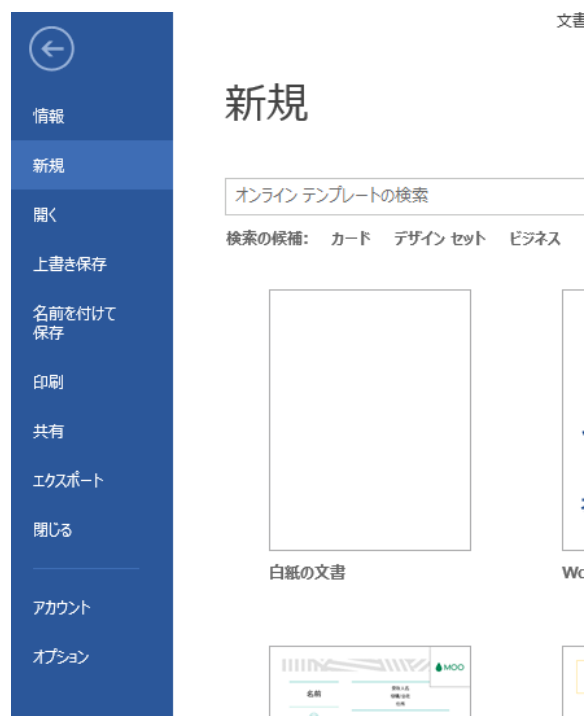 文書
情報
新規
新規
開く
オンライン テンプレートの検索
検索の候補: カード デザイン セット ビジネス
上書き保存
名前を付けて
保存
印刷
共有
エクスポート
閉じる
白紙の文書
アカウント
オプション
MOO
名前